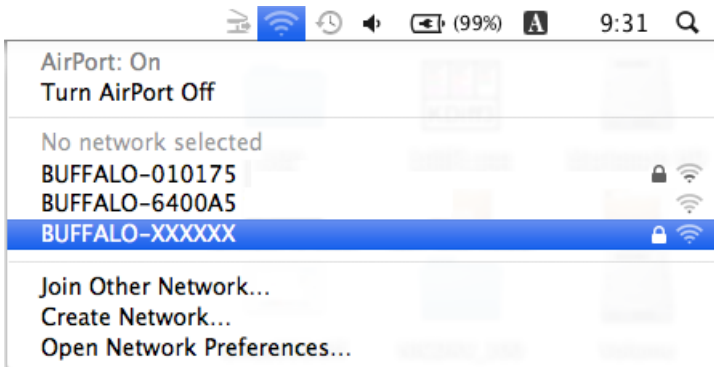 (99%) A 9:31
AirPort: On
Turn AirPort Off
No network selected
BUFFALO-010175
BUFFALO-6400A5
BUFFALO-XXXXXX
Join Other Network...
Create Network...
Open Network Preferences...